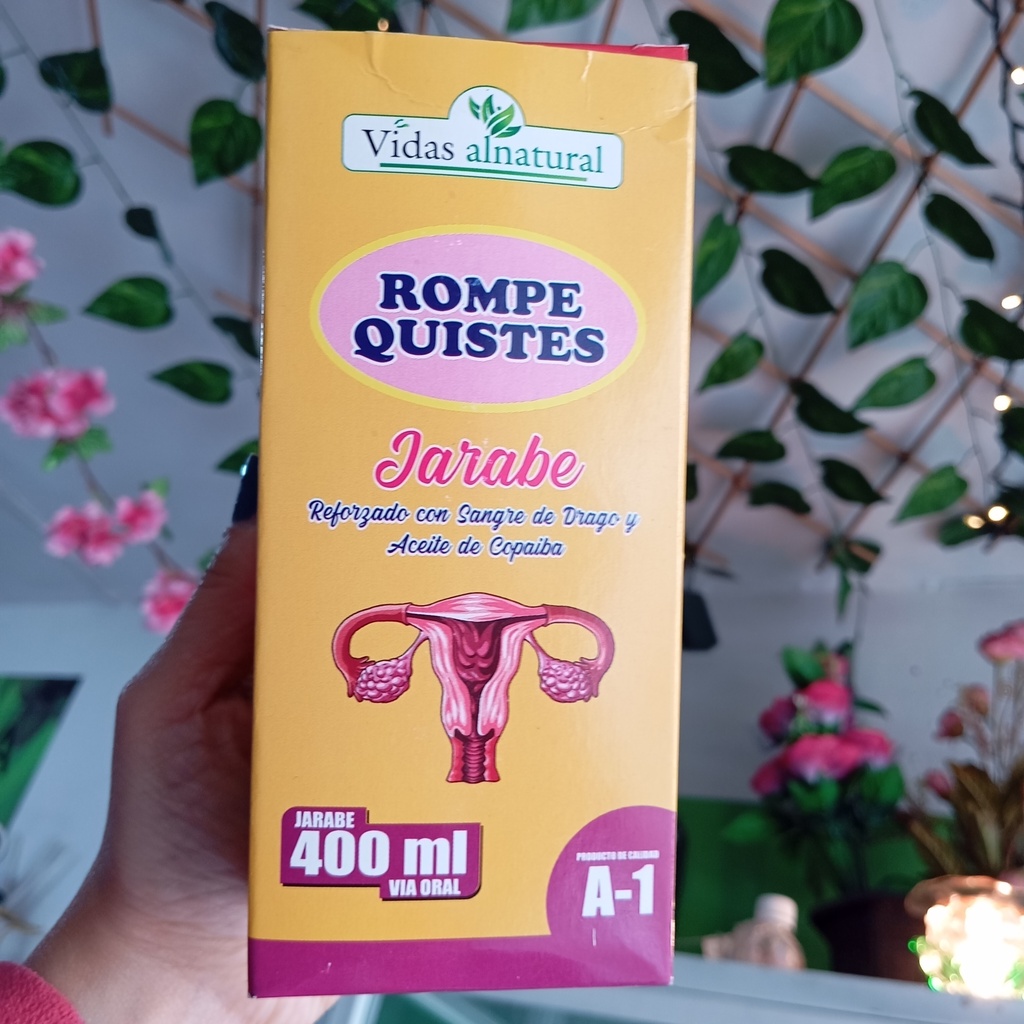 Vidas alnatural
ROMPE
QUISTES
Jarabe
Reforzado con Sangre de Drago y
Aceite de Copaiba
JARABE
400 ml
VIA ORAL
PRODUCTO DE CALIDAD
A-1